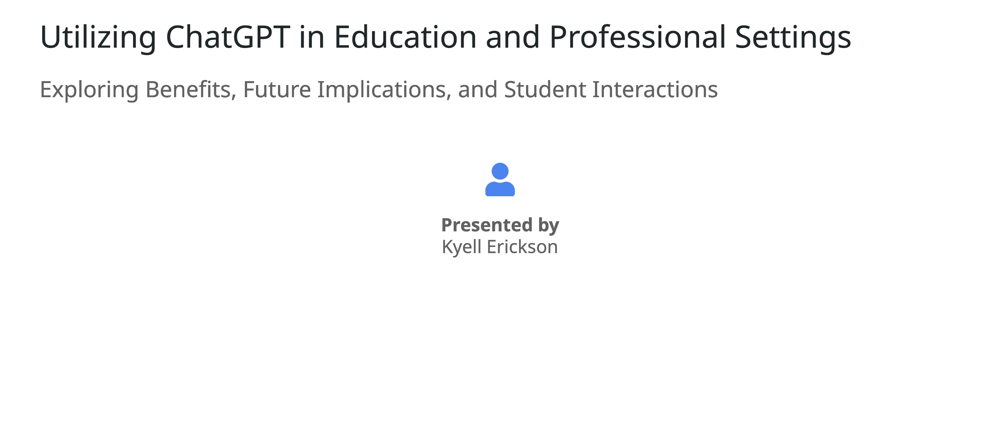 Utilizing ChatGPT in Education and Professional Settings
Exploring Benefits, Future Implications, and Student Interactions
Presented by
Kyell Erickson